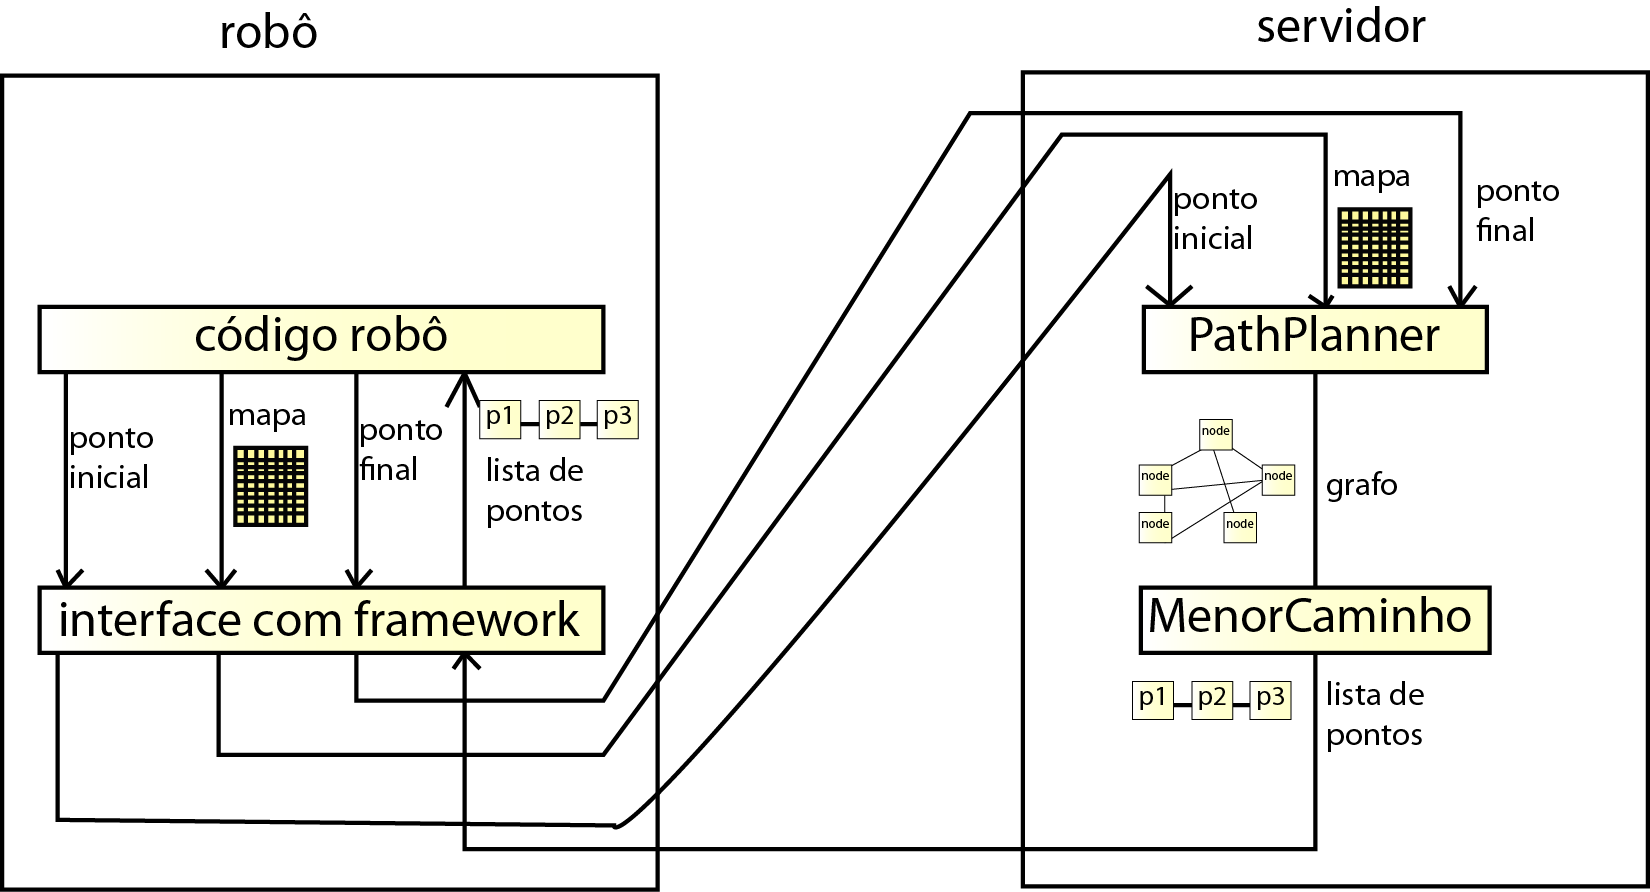 robô
servidor
código robô
ponto
inicial
mapa
ponto
final
p1 p2 p3
lista de
pontos
interface com framework
ponto
inicial
mapa
ponto
final
PathPlanner
node
node
node
node
node
grafo
MenorCaminho
p1 p2 p3
lista de
pontos